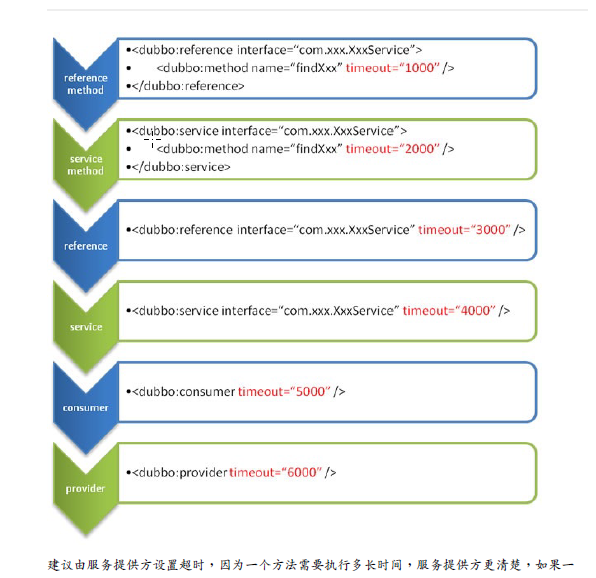 reference
method
•<dubbo:reference interface=“com.xxx.XxxService”>
• <dubbo:method name=“findXxx” timeout=“1000” />
•</dubbo:reference>
service
method
•<dubbo:service interface=“com.xxx.XxxService”>
• <dubbo:method name=“findXxx” timeout=“2000” />
•</dubbo:service>
reference
•<dubbo:reference interface=“com.xxx.XxxService” timeout=“3000” />
service
•<dubbo:service interface=“com.xxx.XxxService” timeout=“4000” />
consumer
•<dubbo:consumer timeout=“5000” />
provider
•<dubbo:provider timeout=“6000” />
建议由服务提供方设置超时，因为一个方法需要执行多长时间，服务提供方更清楚，如果一